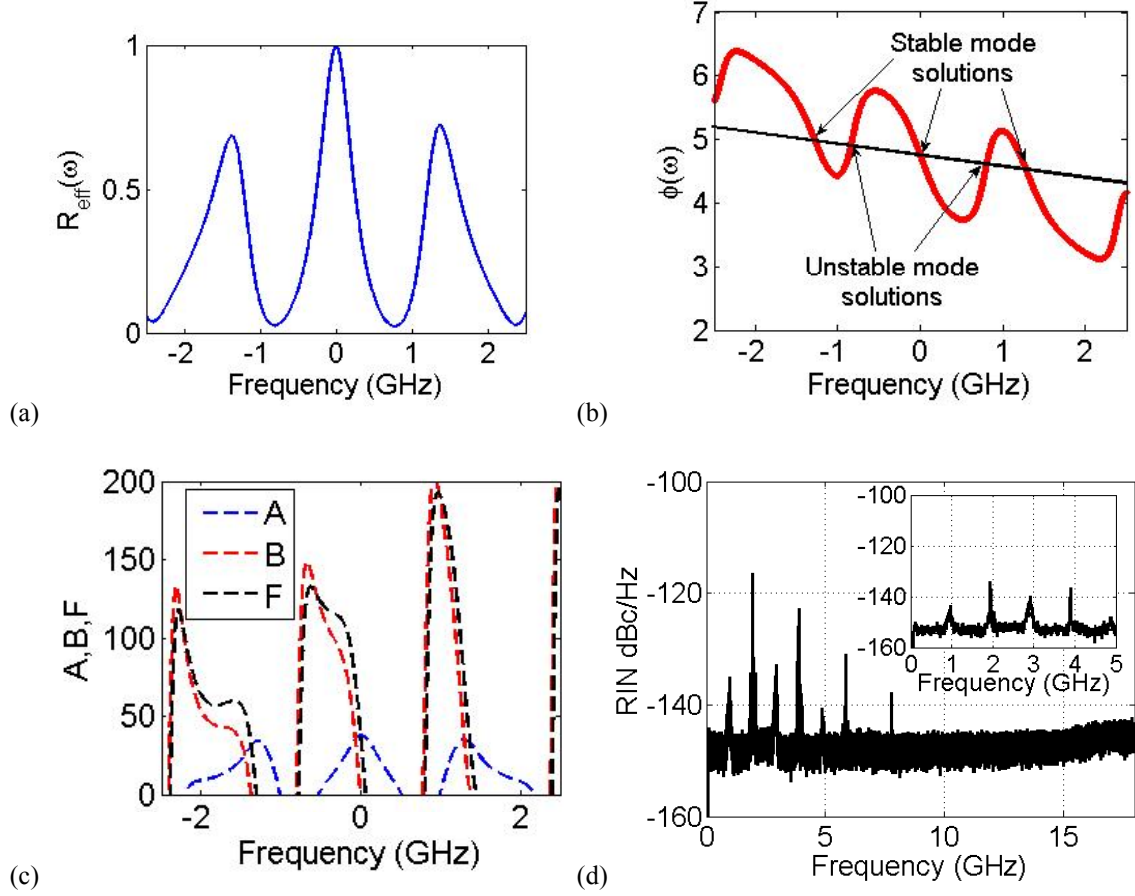 1
0.5
0
-2 -1 0 1 2
R_eff(ω)
Frequency (GHz)
(a)
7
6
5
4
3
2
-2 -1 0 1 2
ϕ(ω)
Stable mode
solutions
Unstable mode
solutions
Frequency (GHz)
(b)
200
150
100
50
0
-2 0 2
A,B,F
A
B
F
Frequency (GHz)
(c)
-100
-120
-140
-160
0 5 10 15
RIN dBc/Hz
Frequency (GHz)
-100
-120
-140
-160
0 1 2 3 4 5
Frequency (GHz)
(d)